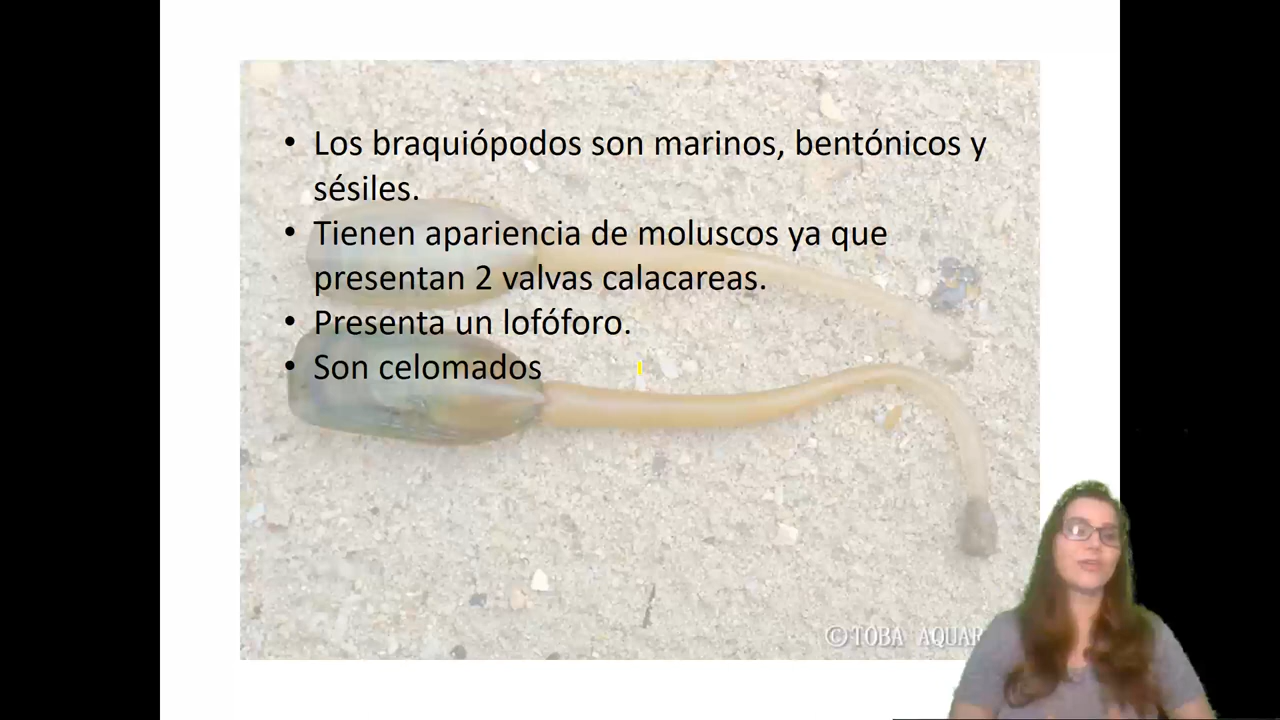 • Los braquiópodos son marinos, bentónicos y
sésiles.
• Tienen apariencia de moluscos ya que
presentan 2 valvas calacareas.
• Presenta un lofóforo.
• Son celomados
©TOBA AQUAR